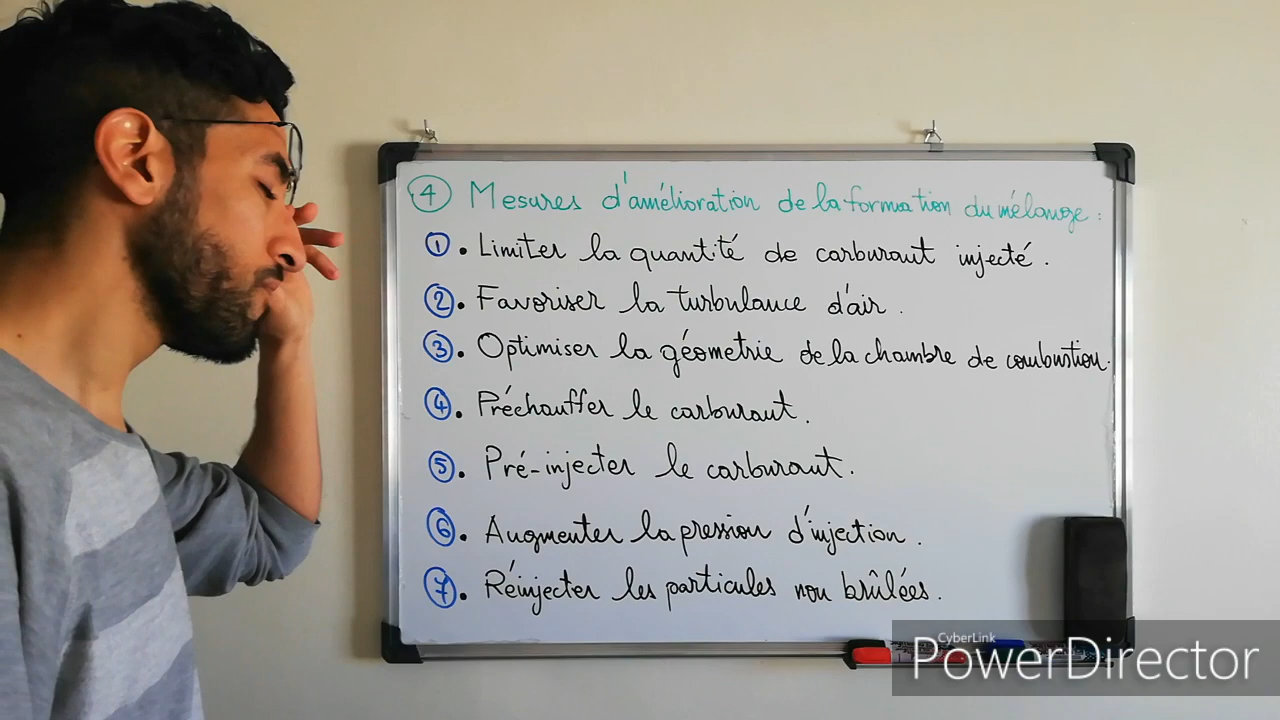 ④ Mesures d'amélioration de la formation du mélange :
① • Limiter la quantité de carburant injecté .
② • Favoriser la turbulance d'air .
③ • Optimiser la géometrie de la chambre de combustion.
④ • Préchauffer le carburant .
⑤ • Pré-injecter le carburant .
⑥ • Augmenter la pression d'injection .
⑦ • Réinjecter les particules non brûlées .
CyberLink
PowerDirector